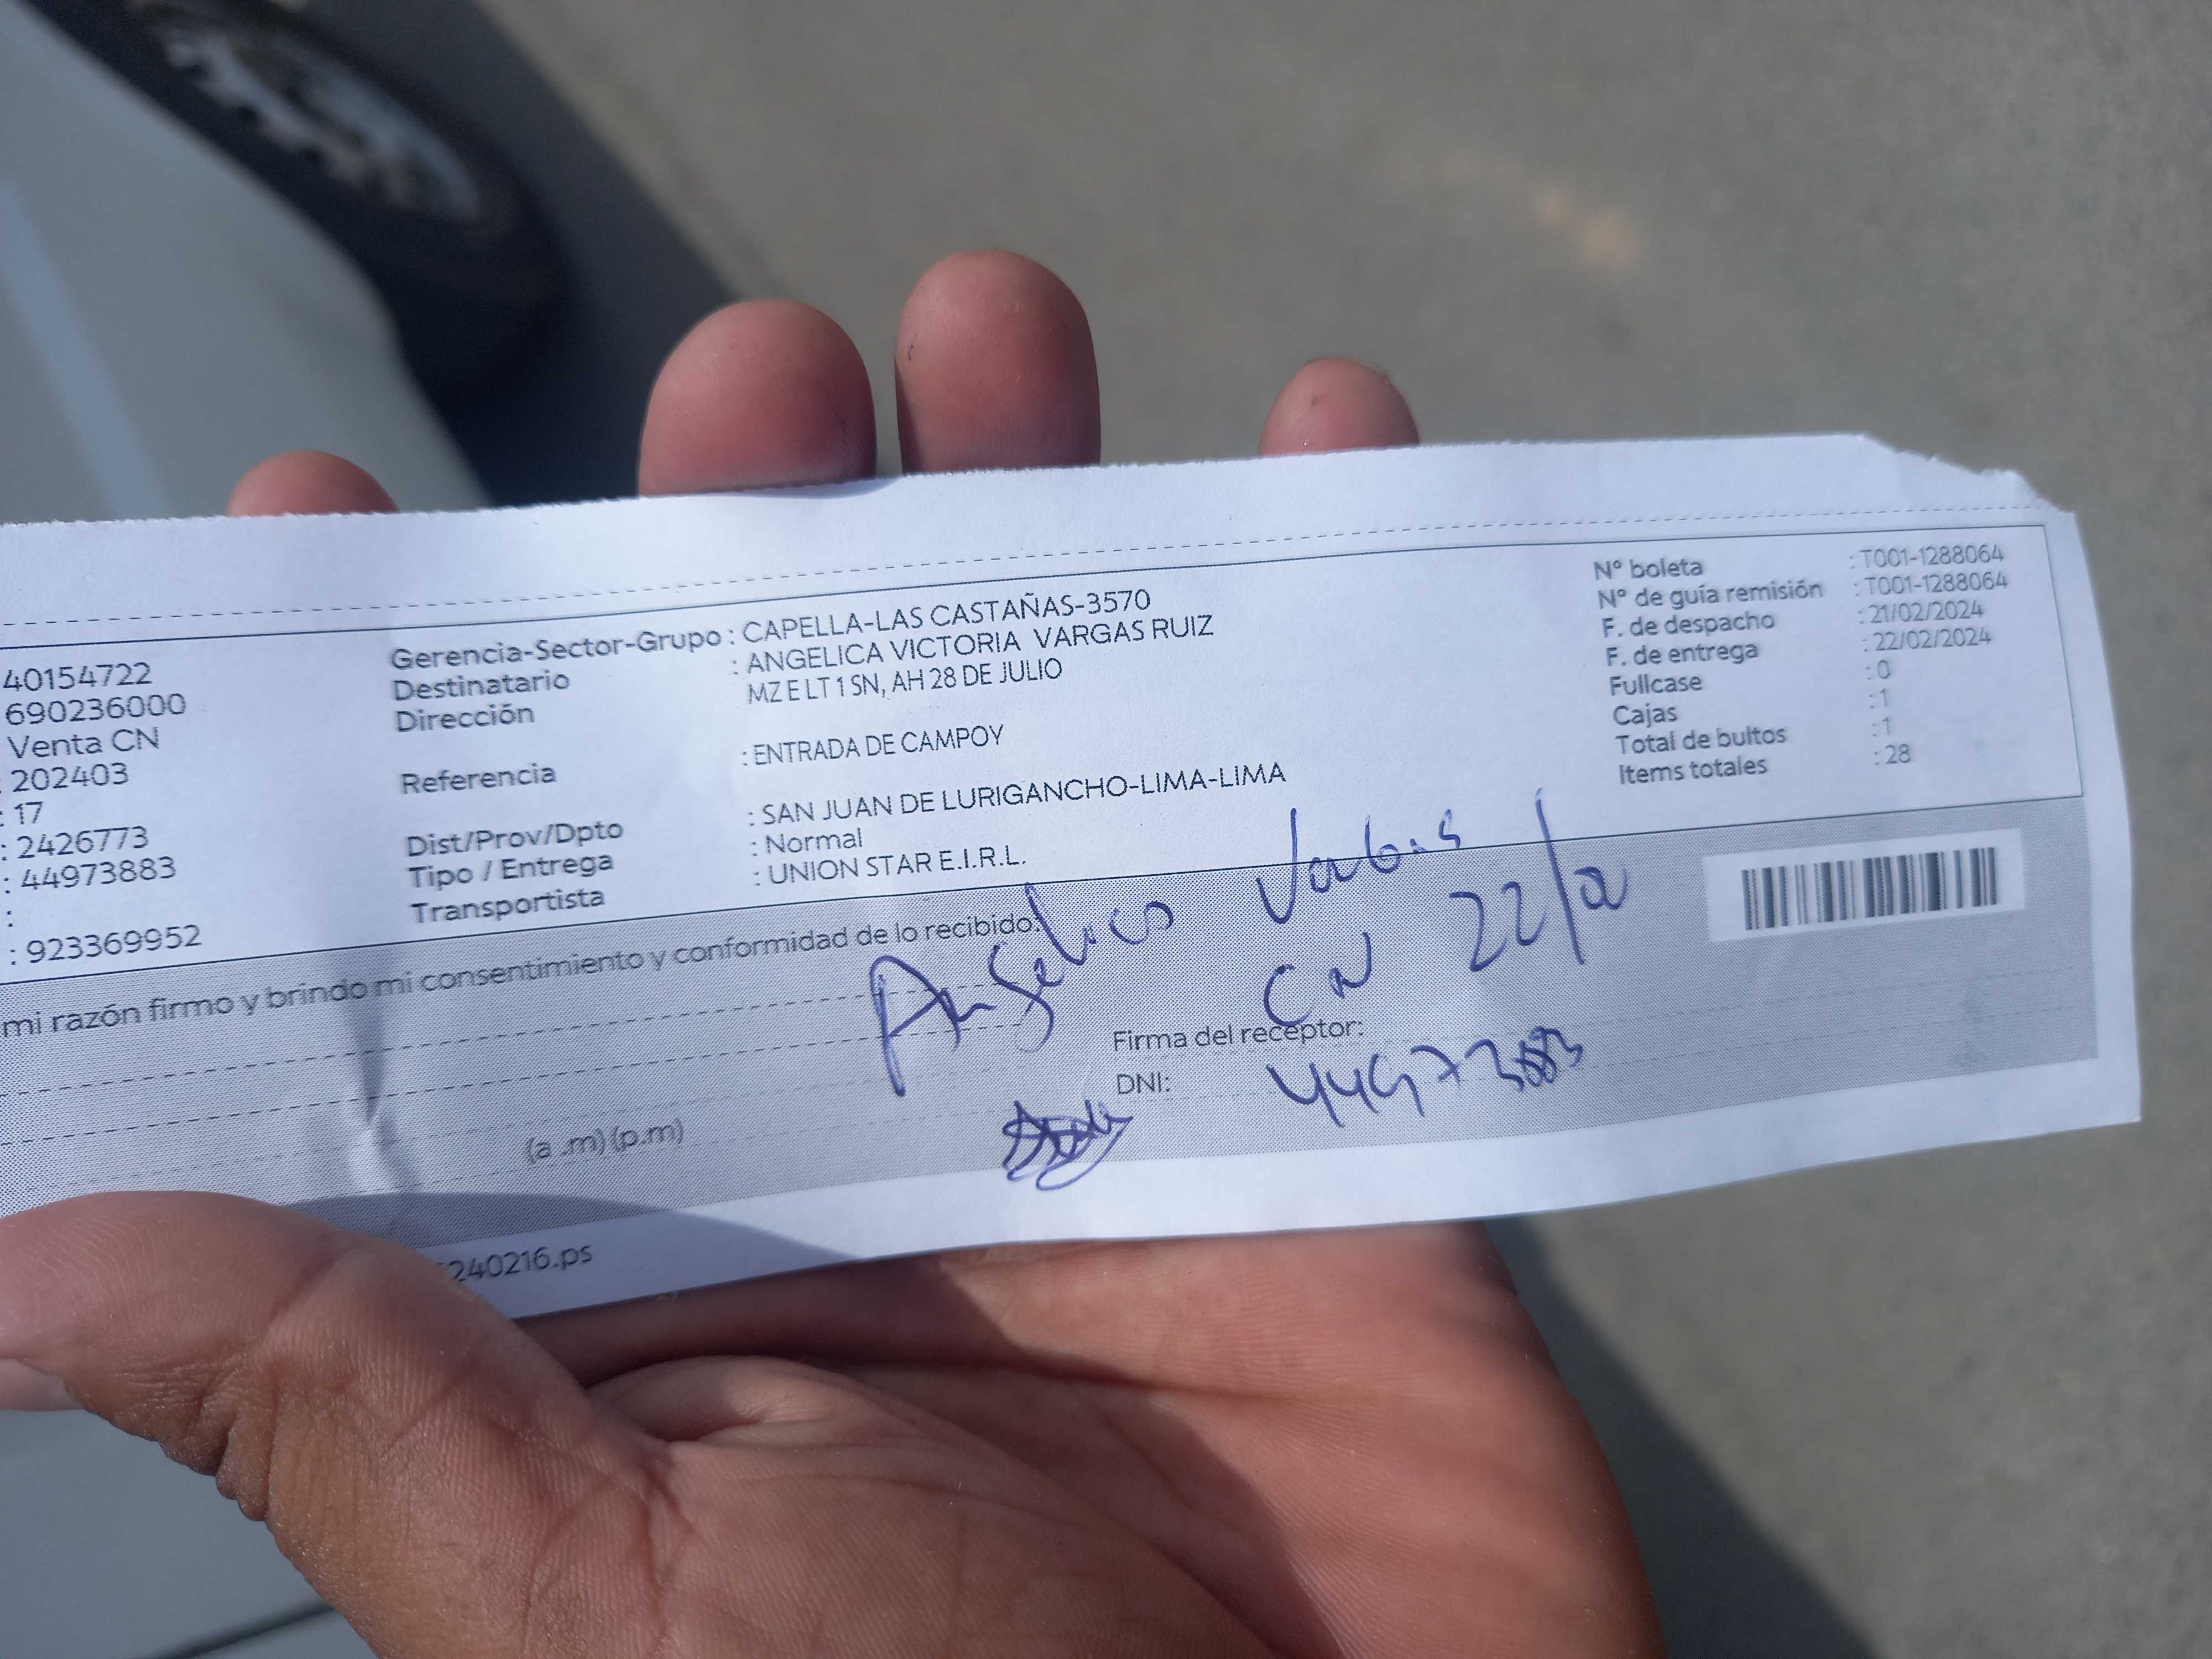 40154722
690236000
Venta CN
: 202403
: 17
: 2426773
: 44973883
:
: 923369952
Gerencia-Sector-Grupo : CAPELLA-LAS CASTAÑAS-3570
Destinatario : ANGELICA VICTORIA VARGAS RUIZ
Dirección MZ E LT 1 SN, AH 28 DE JULIO
Referencia : ENTRADA DE CAMPOY
Dist/Prov/Dpto : SAN JUAN DE LURIGANCHO-LIMA-LIMA
Tipo / Entrega : Normal
Transportista : UNION STAR E.I.R.L.
Nº boleta : T001-1288064
Nº de guía remisión : T001-1288064
F. de despacho : 21/02/2024
F. de entrega : 22/02/2024
Fullcase : 0
Cajas : 1
Total de bultos : 1
Items totales : 28
mi razón firmo y brindo mi consentimiento y conformidad de lo recibido:
Angelica Vargas
CN 22/02
Firma del receptor:
DNI: 44973883
(a .m) (p.m)
240216.ps